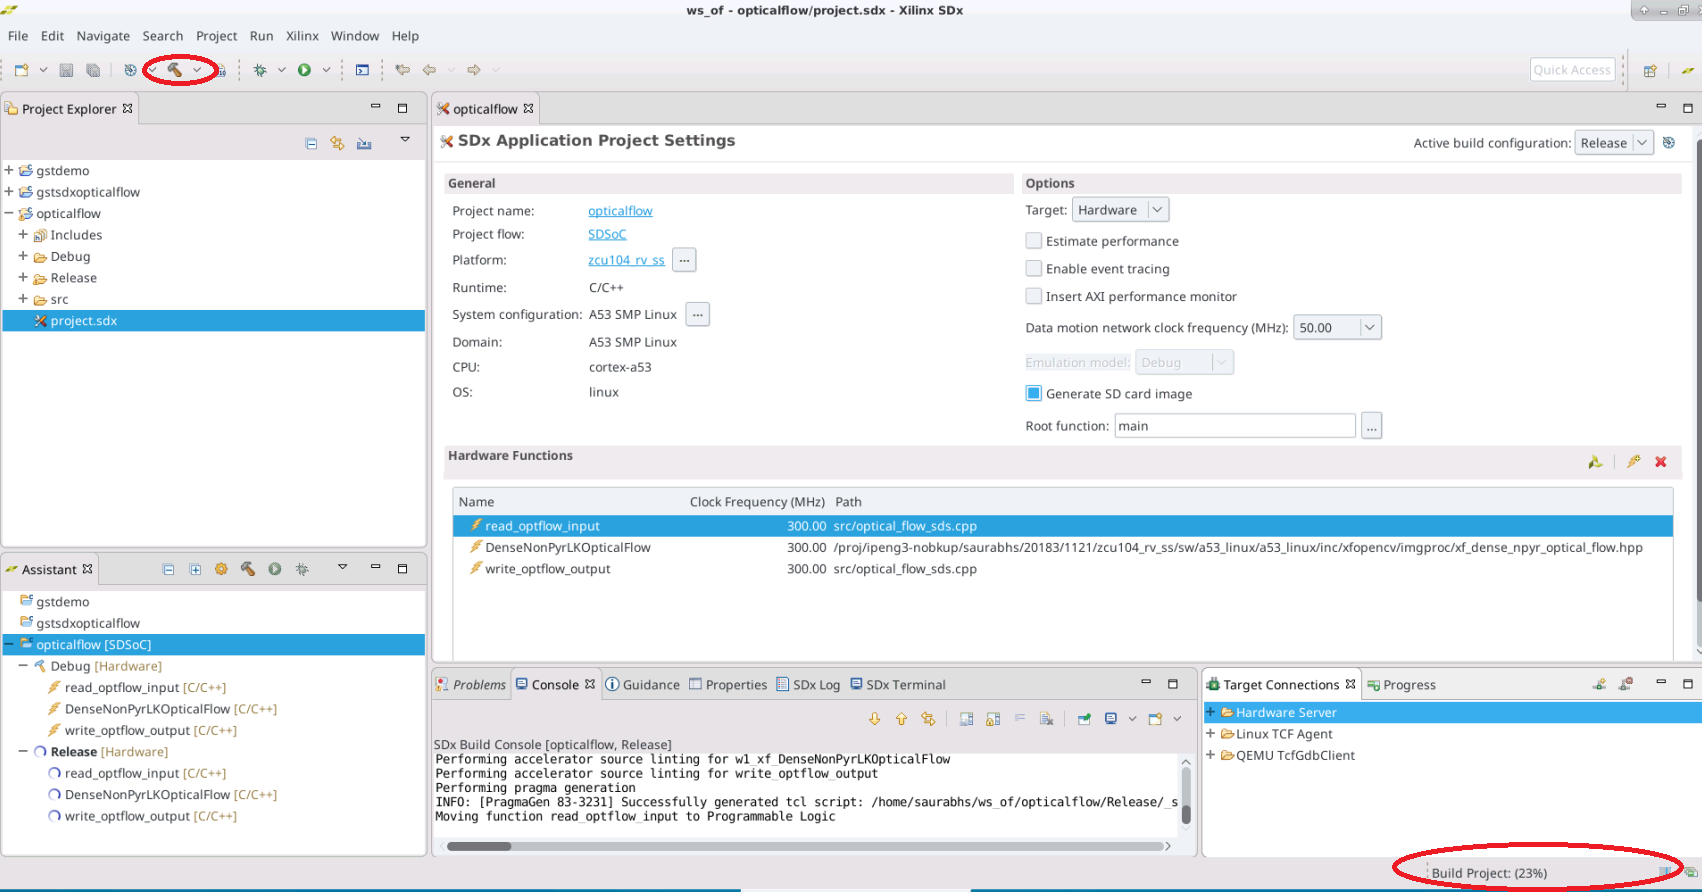 ws_of - opticalflow/project.sdx - Xilinx SDx
File Edit Navigate Search Project Run Xilinx Window Help
Quick Access
Project Explorer
gstdemo
gstsdxopticalflow
opticalflow
Includes
Debug
Release
src
project.sdx
opticalflow
SDx Application Project Settings
Active build configuration: Release
General
Project name: opticalflow
Project flow: SDSoC
Platform: zcu104_rv_ss ...
Runtime: C/C++
System configuration: A53 SMP Linux ...
Domain: A53 SMP Linux
CPU: cortex-a53
OS: linux
Options
Target: Hardware
Estimate performance
Enable event tracing
Insert AXI performance monitor
Data motion network clock frequency (MHz): 50.00
Emulation model: Debug
Generate SD card image
Root function: main ...
Hardware Functions
Name Clock Frequency (MHz) Path
read_optflow_input 300.00 src/optical_flow_sds.cpp
DenseNonPyrLKOpticalFlow 300.00 /proj/ipeng3-nobkup/saurabhs/20183/1121/zcu104_rv_ss/sw/a53_linux/a53_linux/inc/xfopencv/imgproc/xf_dense_npyr_optical_flow.hpp
write_optflow_output 300.00 src/optical_flow_sds.cpp
Assistant
gstdemo
gstsdxopticalflow
opticalflow [SDSoC]
Debug [Hardware]
read_optflow_input [C/C++]
DenseNonPyrLKOpticalFlow [C/C++]
write_optflow_output [C/C++]
Release [Hardware]
read_optflow_input [C/C++]
DenseNonPyrLKOpticalFlow [C/C++]
write_optflow_output [C/C++]
Problems Console Guidance Properties SDx Log SDx Terminal
SDx Build Console [opticalflow, Release]
Performing accelerator source linting for w1_xf_DenseNonPyrLKOpticalFlow
Performing accelerator source linting for write_optflow_output
Performing pragma generation
INFO: [PragmaGen 83-3231] Successfully generated tcl script: /home/saurabhs/ws_of/opticalflow/Release/_s
Moving function read_optflow_input to Programmable Logic
Target Connections Progress
Hardware Server
Linux TCF Agent
QEMU TcfGdbClient
Build Project: (23%)